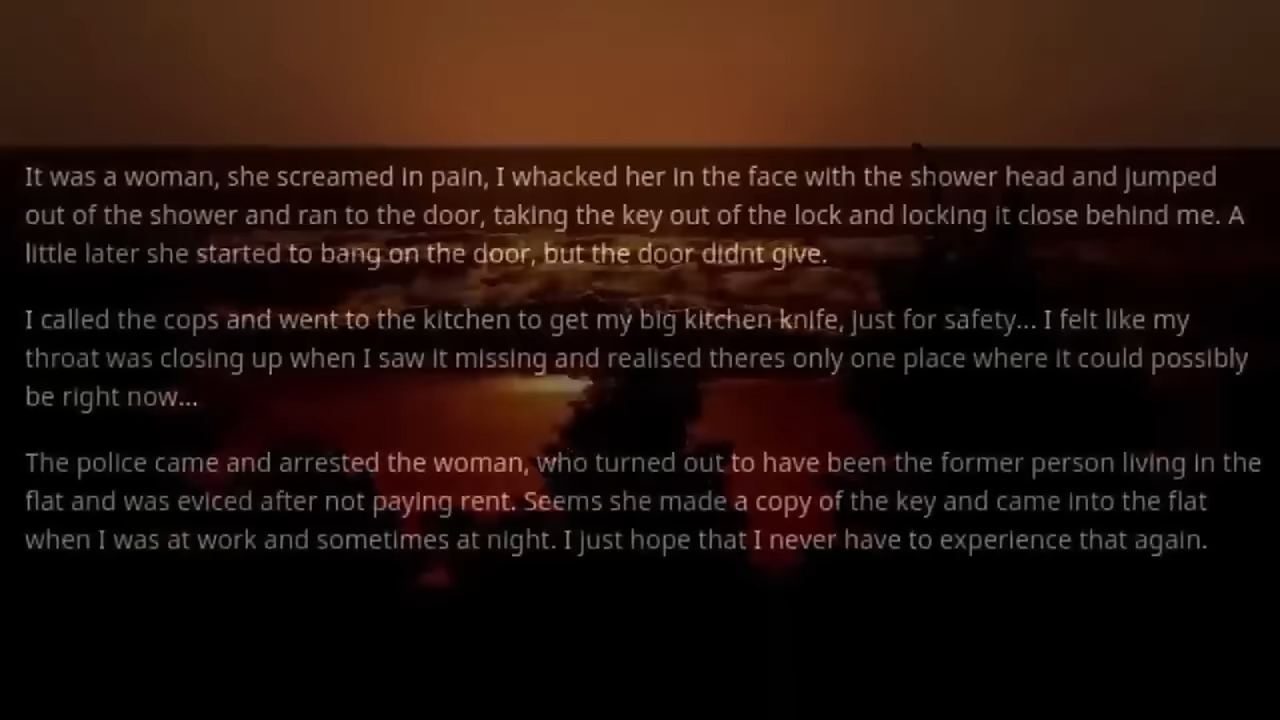 It was a woman, she screamed in pain, I whacked her in the face with the shower head and jumped
out of the shower and ran to the door, taking the key out of the lock and locking it close behind me. A
little later she started to bang on the door, but the door didnt give.
I called the cops and went to the kitchen to get my big kitchen knife, just for safety... I felt like my
throat was closing up when I saw it missing and realised theres only one place where it could possibly
be right now...
The police came and arrested the woman, who turned out to have been the former person living in the
flat and was eviced after not paying rent. Seems she made a copy of the key and came into the flat
when I was at work and sometimes at night. I just hope that I never have to experience that again.